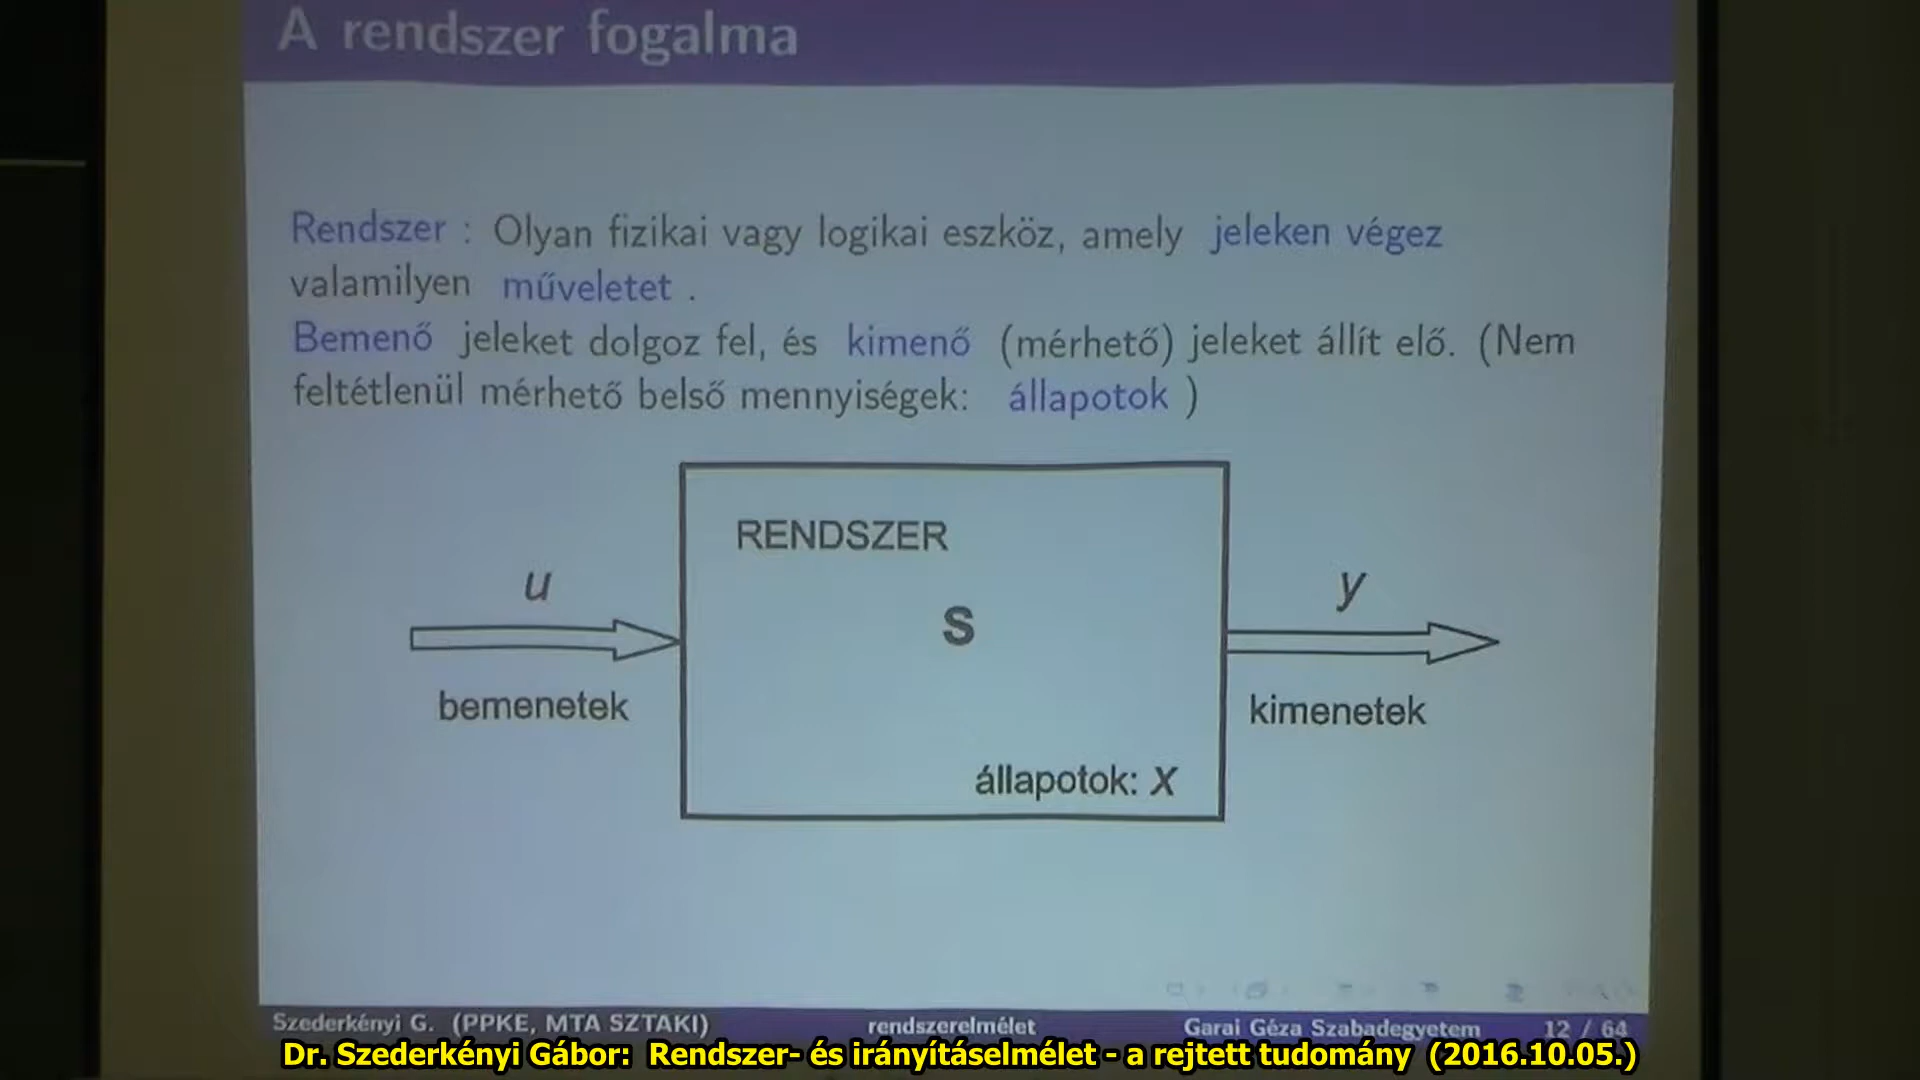 A rendszer fogalma
Rendszer : Olyan fizikai vagy logikai eszköz, amely jeleken végez
valamilyen műveletet .
Bemenő jeleket dolgoz fel, és kimenő (mérhető) jeleket állít elő. (Nem
feltétlenül mérhető belső mennyiségek: állapotok )
RENDSZER
u
y
S
bemenetek
kimenetek
állapotok: x
Szederkényi G. (PPKE, MTA SZTAKI) rendszerelmélet Garai Géza Szabadegyetem 12 / 64
Dr. Szederkényi Gábor: Rendszer- és irányításelmélet - a rejtett tudomány (2016.10.05.)